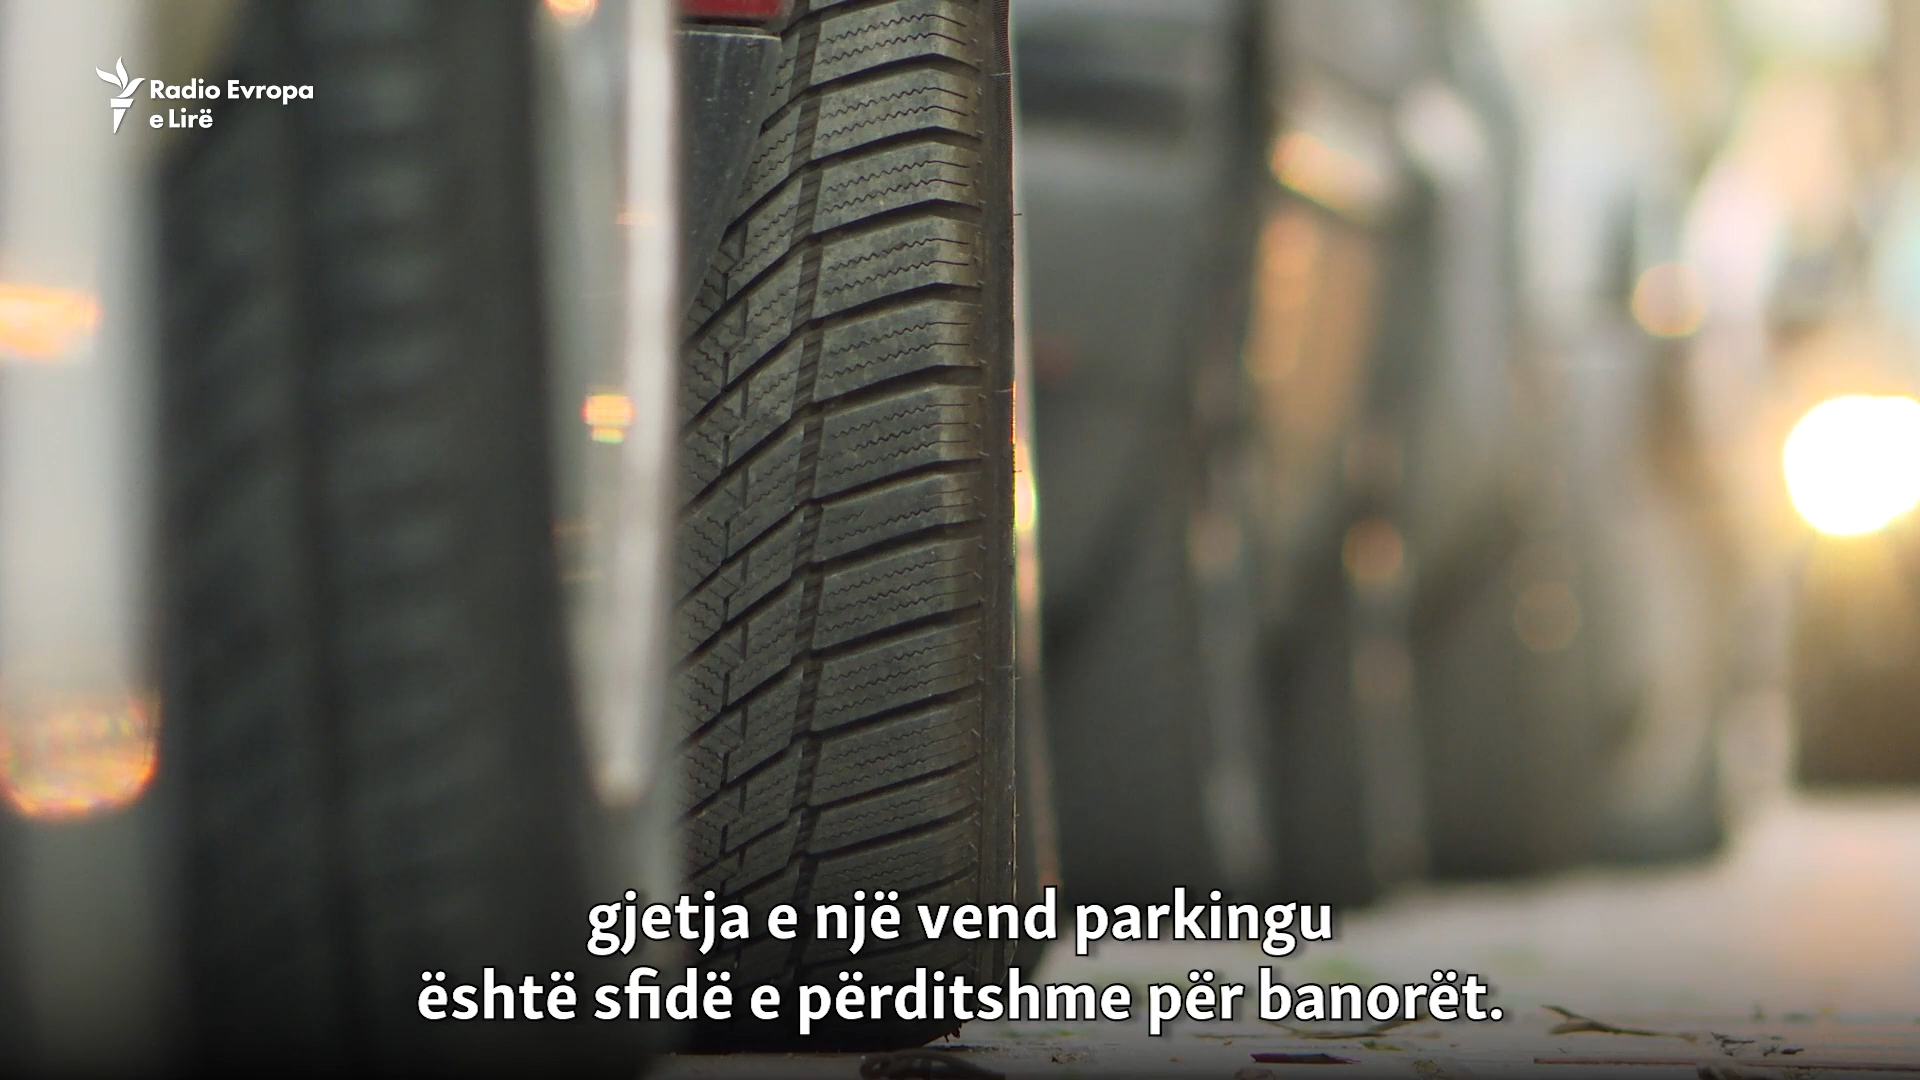 Radio Evropa
e Lirë
gjetja e një vend parkingu
është sfidë e përditshme për banorët.